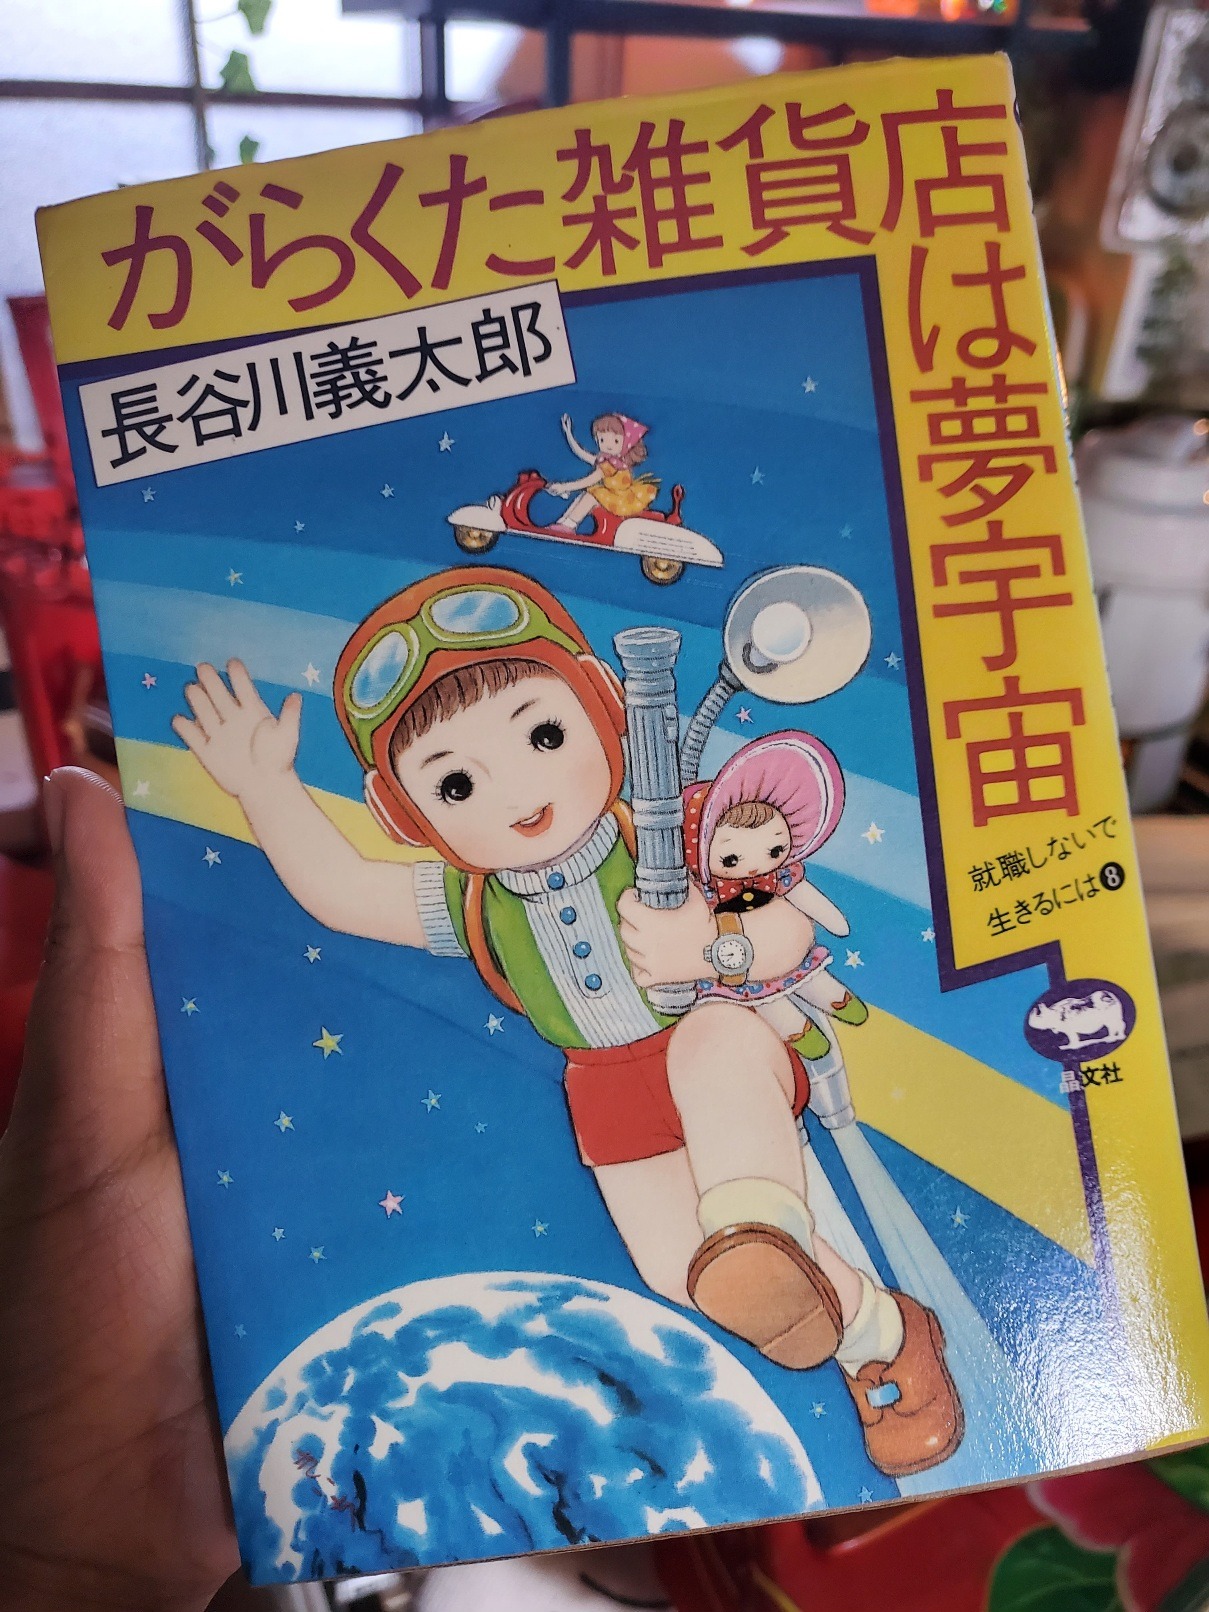 がらくた雑貨店は夢宇宙
長谷川義太郎
就職しないで
生きるには❽
晶文社